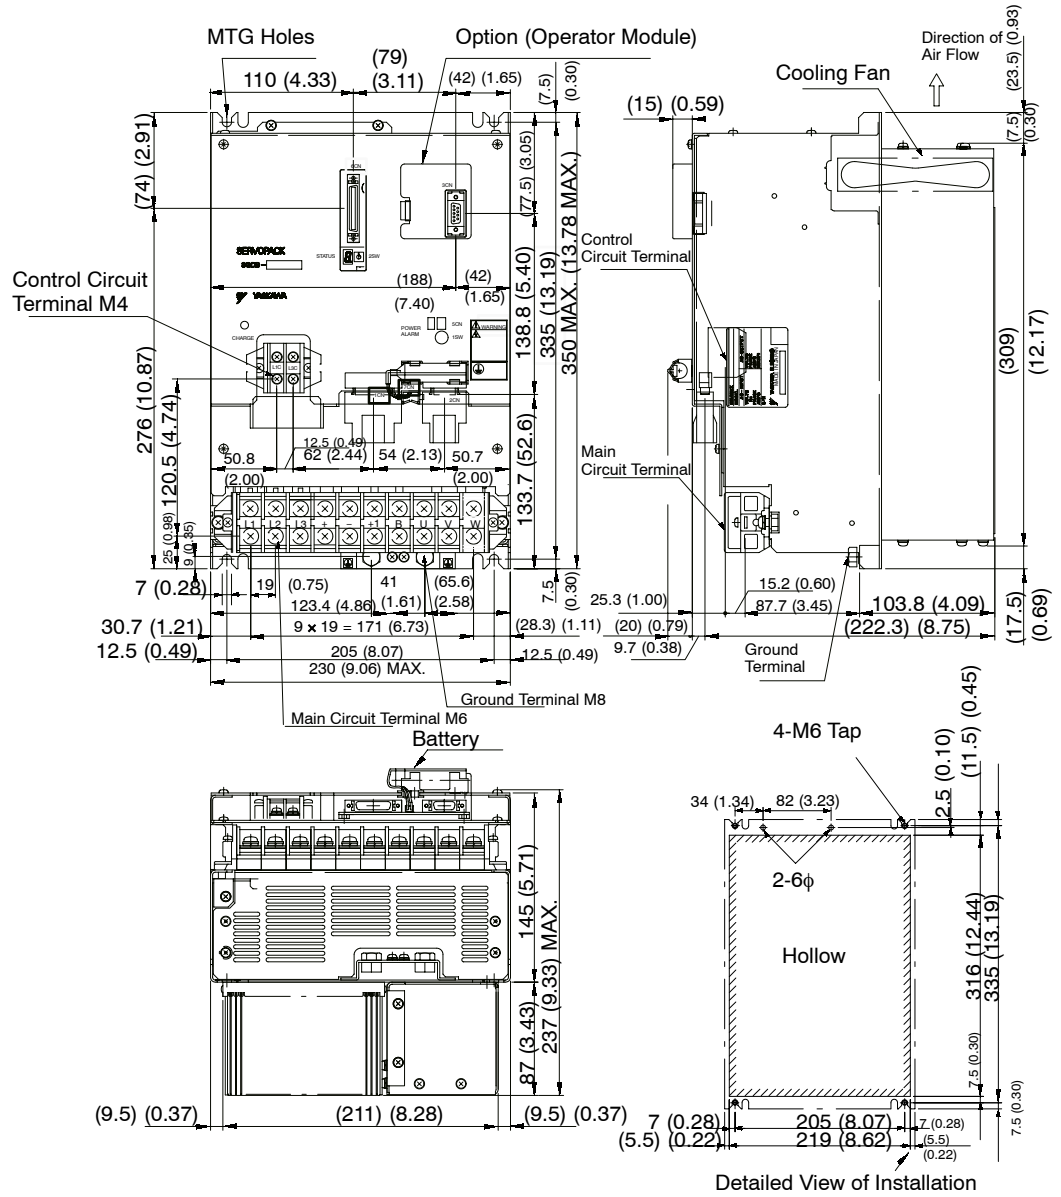 MTG Holes
Option (Operator Module)
(79)
(3.11)
110 (4.33)
(42) (1.65)
(7.5)
(0.30)
(74) (2.91)
(77.5) (3.05)
6CN
3CN
SERVOPACK
SGDB -
STATUS
2SW
YASKAWA
Control Circuit
Terminal M4
(188)
(7.40)
(42)
(1.65)
138.8 (5.40)
335 (13.19)
350 MAX. (13.78 MAX.)
CHARGE
POWER
ALARM
5CN
1SW
WARNING
L1C
L2C
1CN
2CN
276 (10.87)
120.5 (4.74)
12.5 (0.49)
62 (2.44)
54 (2.13)
50.8
(2.00)
50.7
(2.00)
133.7 (52.6)
L1 L2 L3 + − +1 B U V W
25 (0.98)
9 (0.35)
7 (0.28)
19
(0.75)
41
(1.61)
(65.6)
(2.58)
7.5
(0.30)
123.4 (4.86)
30.7 (1.21)
9 × 19 = 171 (6.73)
(28.3) (1.11)
12.5 (0.49)
205 (8.07)
12.5 (0.49)
230 (9.06) MAX.
Ground Terminal M8
Main Circuit Terminal M6
Direction of
Air Flow
(23.5) (0.93)
Cooling Fan
(15) (0.59)
(7.5)
(0.30)
Control
Circuit Terminal
(309)
(12.17)
Main
Circuit Terminal
15.2 (0.60)
25.3 (1.00)
87.7 (3.45)
103.8 (4.09)
(17.5)
(0.69)
(20) (0.79)
(222.3) (8.75)
9.7 (0.38)
Ground
Terminal
Battery
145 (5.71)
237 (9.33) MAX.
87 (3.43)
(9.5) (0.37)
(211) (8.28)
(9.5) (0.37)
4-M6 Tap
2.5 (0.10)
(11.5) (0.45)
34 (1.34)
82 (3.23)
2-6ϕ
Hollow
316 (12.44)
335 (13.19)
7.5 (0.30)
7.5 (0.30)
7 (0.28)
205 (8.07)
7 (0.28)
(5.5) (0.22)
219 (8.62)
(5.5)
(0.22)
Detailed View of Installation